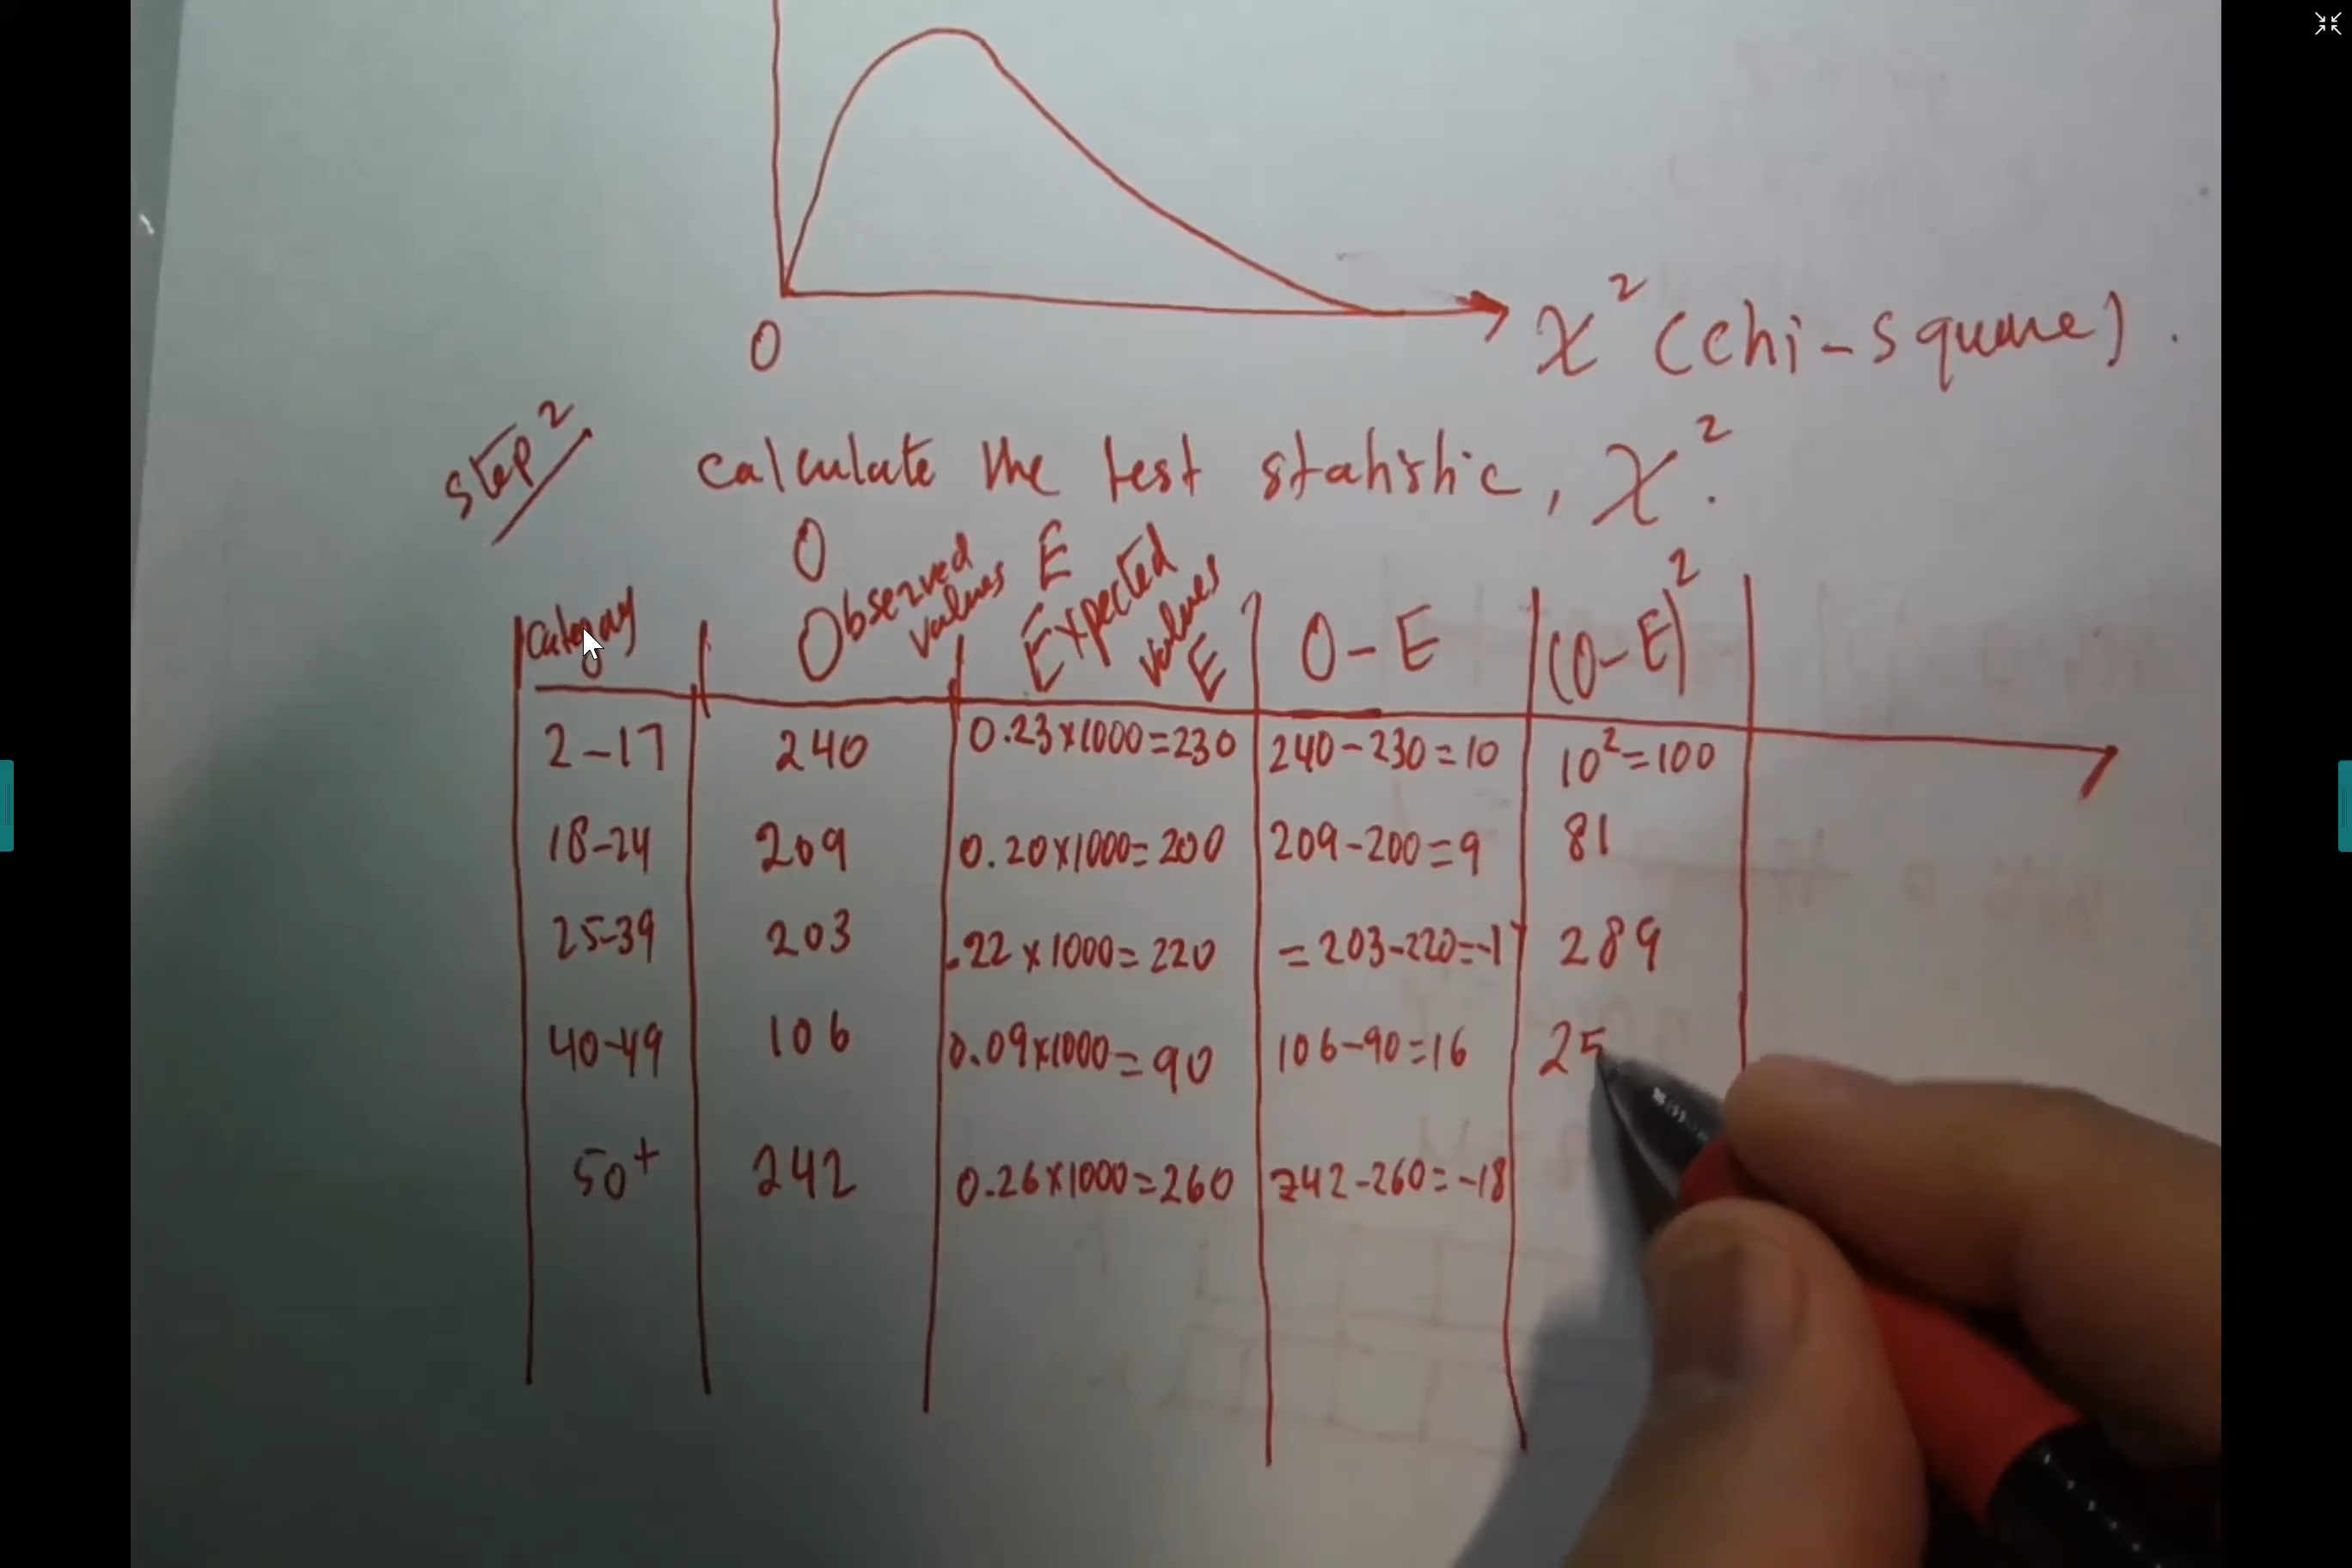 0
χ² (chi-square).
step 2
calculate the test statistic, χ².
O E
Category Observed values Expected values E O-E (O-E)²
2-17 240 0.23×1000=230 240-230=10 10²=100
18-24 209 0.20×1000=200 209-200=9 81
25-39 203 .22×1000=220 =203-220=-17 289
40-49 106 0.09×1000=90 106-90=16 25
50+ 242 0.26×1000=260 242-260=-18